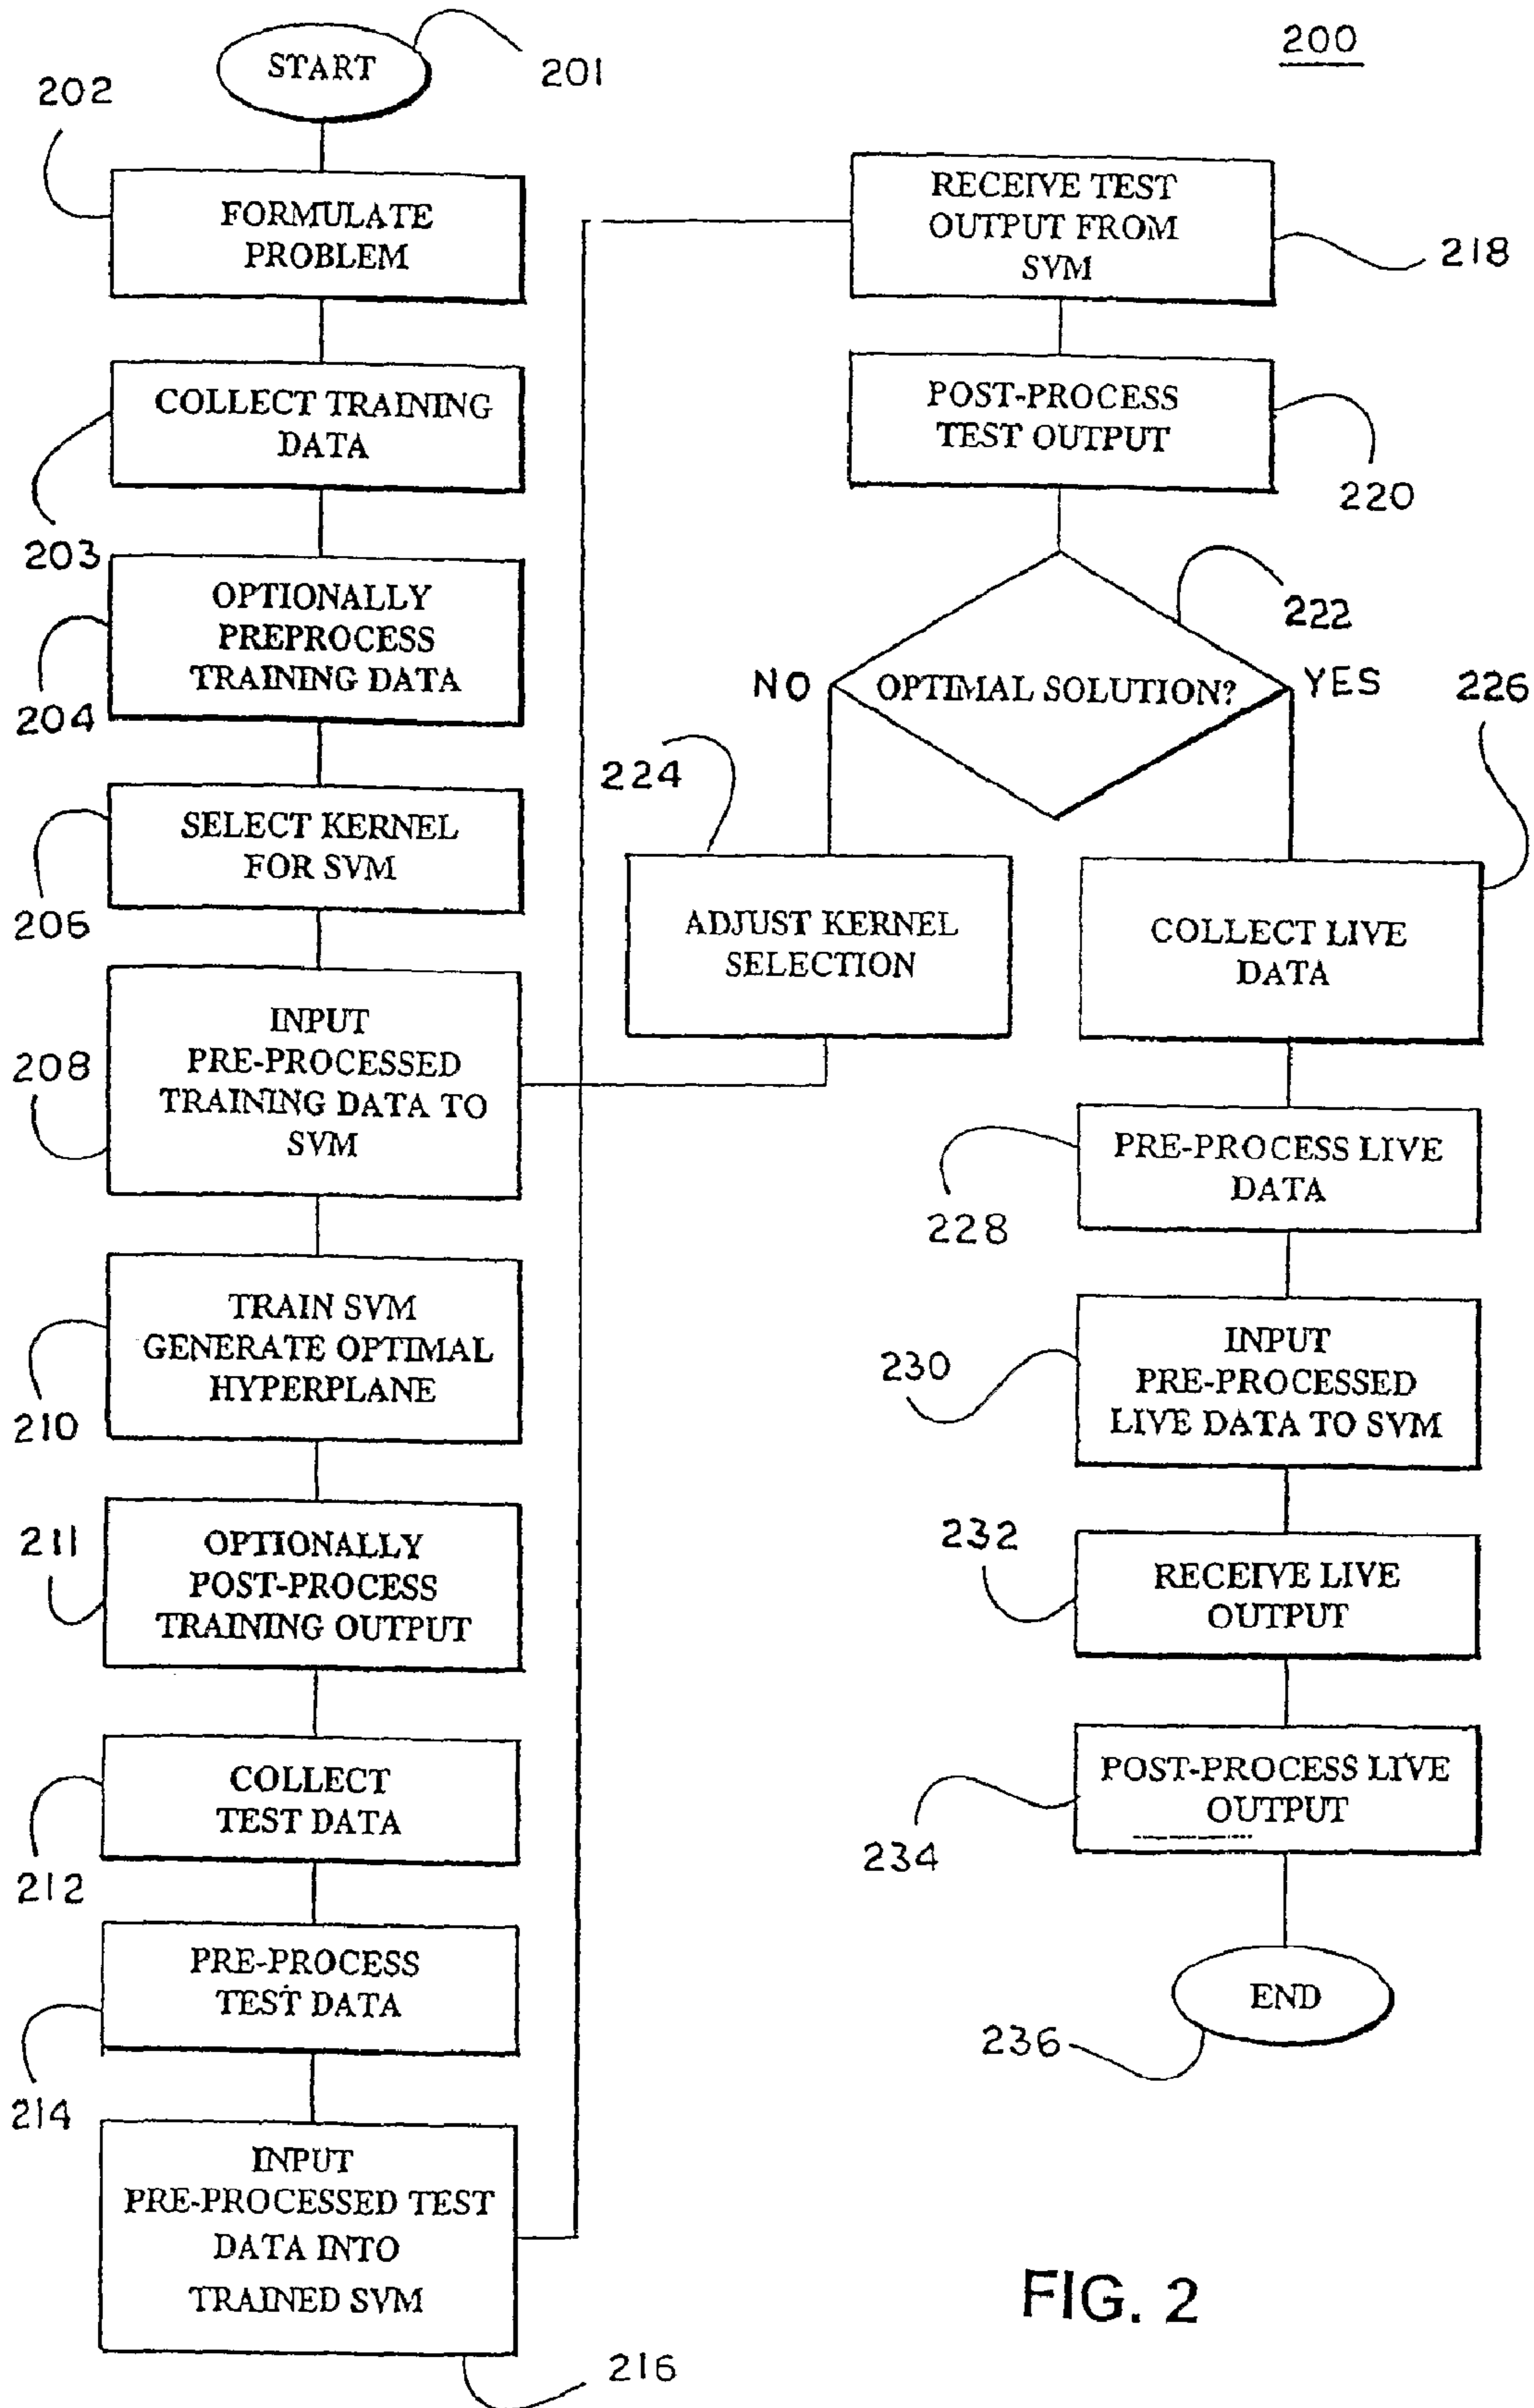 200
START
201
202
FORMULATE
PROBLEM
COLLECT TRAINING
DATA
203
OPTIONALLY
PREPROCESS
TRAINING DATA
204
SELECT KERNEL
FOR SVM
206
INPUT
PRE-PROCESSED
TRAINING DATA TO
SVM
208
TRAIN SVM
GENERATE OPTIMAL
HYPERPLANE
210
211
OPTIONALLY
POST-PROCESS
TRAINING OUTPUT
COLLECT
TEST DATA
212
PRE-PROCESS
TEST DATA
214
INPUT
PRE-PROCESSED TEST
DATA INTO
TRAINED SVM
216
RECEIVE TEST
OUTPUT FROM
SVM
218
POST-PROCESS
TEST OUTPUT
220
222
NO
OPTIMAL SOLUTION?
YES
224
ADJUST KERNEL
SELECTION
226
COLLECT LIVE
DATA
PRE-PROCESS LIVE
DATA
228
INPUT
PRE-PROCESSED
LIVE DATA TO SVM
230
232
RECEIVE LIVE
OUTPUT
POST-PROCESS LIVE
OUTPUT
234
END
236
FIG. 2